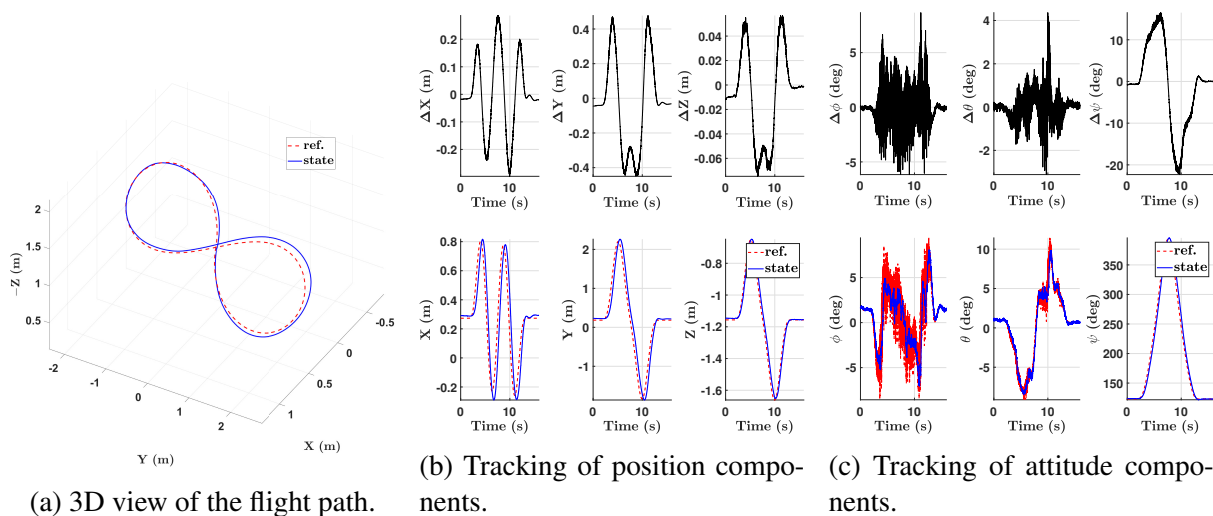 ref.
state
2
1.5
1
0.5
−Z (m)
-2
-1
0
1
2
Y (m)
1
0.5
0
-0.5
X (m)
0.2
0
-0.2
-0.4
ΔX (m)
0 10
Time (s)
0.4
0.2
0
-0.2
-0.4
ΔY (m)
0 10
Time (s)
0.04
0.02
0
-0.02
-0.04
-0.06
ΔZ (m)
0 10
Time (s)
5
0
-5
Δϕ (deg)
0 10
Time (s)
4
2
0
-2
-4
-6
Δθ (deg)
0 10
Time (s)
10
0
-10
-20
Δψ (deg)
0 10
Time (s)
0.8
0.6
0.4
0.2
0
-0.2
X (m)
0 10
Time (s)
2
1
0
-1
Y (m)
0 10
Time (s)
-0.8
-1
-1.2
-1.4
-1.6
Z (m)
ref.
state
0 10
Time (s)
5
0
-5
ϕ (deg)
0 10
Time (s)
10
5
0
-5
θ (deg)
0 10
Time (s)
350
300
250
200
150
ψ (deg)
ref.
state
0 10
Time (s)
(a) 3D view of the flight path.
(b) Tracking of position compo-
nents.
(c) Tracking of attitude compo-
nents.